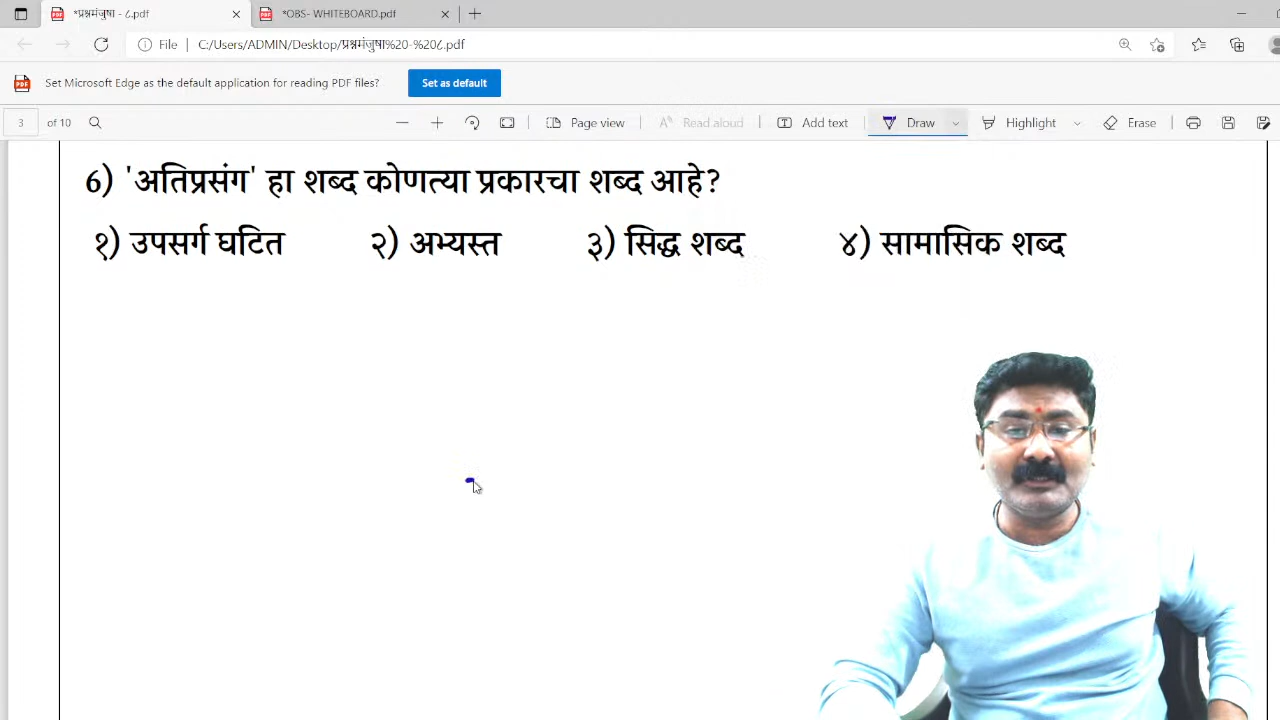 *प्रश्नमंजुषा - ८.pdf
*OBS- WHITEBOARD.pdf
File C:/Users/ADMIN/Desktop/प्रश्नमंजुषा%20-%20८.pdf
Set Microsoft Edge as the default application for reading PDF files? Set as default
3 of 10 Page view Read aloud Add text Draw Highlight Erase
6) 'अतिप्रसंग' हा शब्द कोणत्या प्रकारचा शब्द आहे?
१) उपसर्ग घटित २) अभ्यस्त ३) सिद्ध शब्द ४) सामासिक शब्द